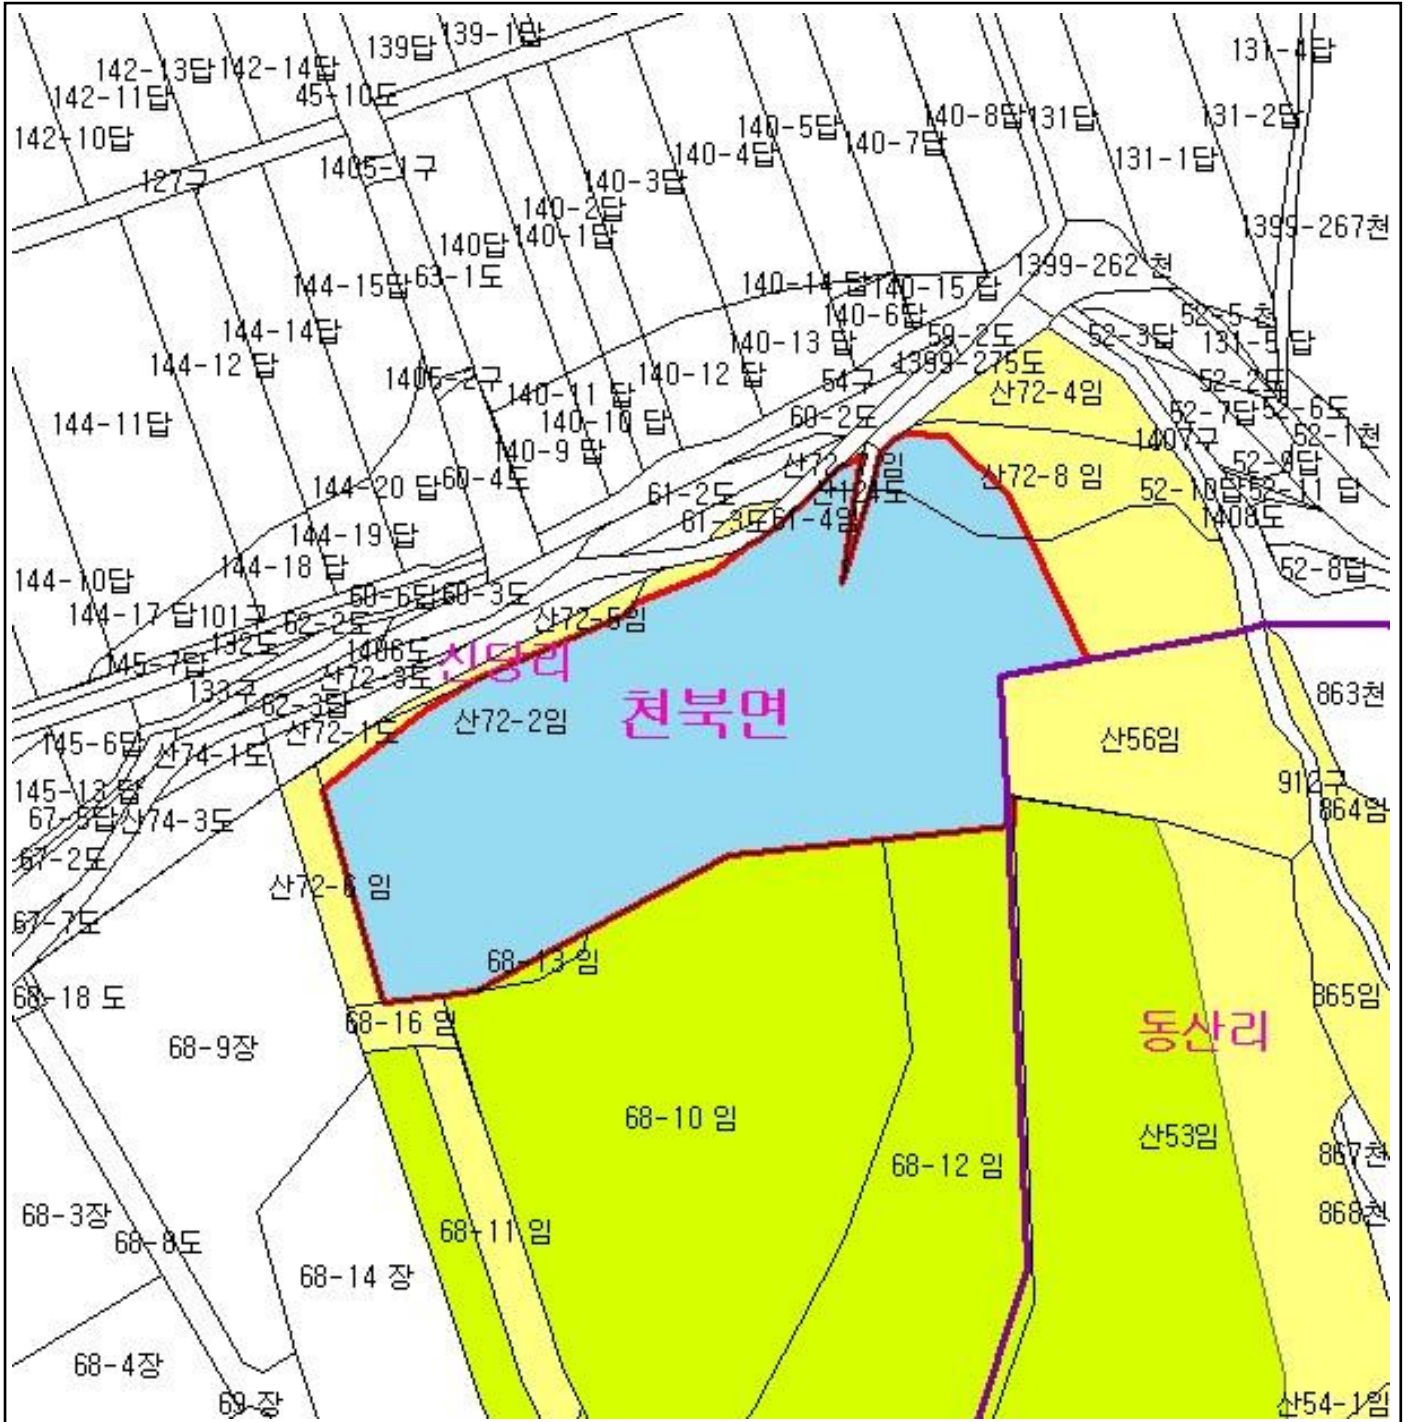 139답
139-1답
131-4답
142-13답
142-14답
142-11답
45-10도
142-10답
140-5답
140-8답
131답
131-2답
140-7답
140-4답
131-1답
1405-1구
127구
140-3답
140-2답
140-1답
1399-267천
140답
63-1도
144-15답
1399-262 천
140-14 답
140-15 답
140-6답
52-5 천
144-14답
59-2도
52-3답
131-5 답
140-13 답
144-12 답
1399-275도
140-12 답
1405-2구
54구
52-2도
산72-4임
140-11 답
60-2도
52-7답
52-6도
144-11답
140-10 답
1407구
52-1천
140-9 답
산72-8 임
60-4도
144-20 답
61-2도
52-10답
52-11 답
61-3도
61-4임
1408도
144-19 답
144-18 답
52-8답
144-10답
60-6답
60-3도
144-17 답
101구
62-2도
산72-5임
132도
1406도
신당리
145-7답
산72-3도
133구
62-3답
863천
천북면
산72-2임
산72-1도
145-6답
산74-1도
산56임
912구
145-13 답
864임
67-5답
산74-3도
67-2도
산72-6 임
67-7도
68-13 임
68-18 도
865임
68-16 임
동산리
68-9장
68-10 임
산53임
867천
68-12 임
68-3장
868천
68-11 임
68-8도
68-14 장
68-4장
69-장
산54-1임